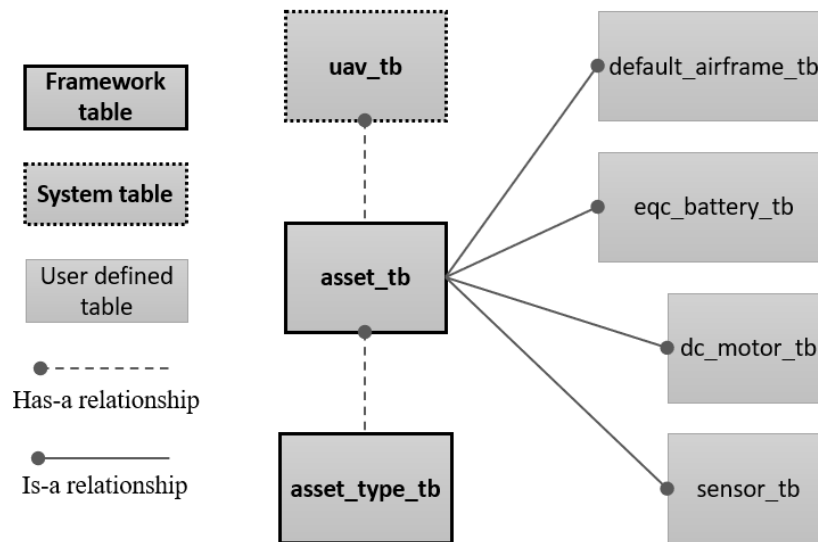 Framework
table
System table
User defined
table
Has-a relationship
Is-a relationship
uav_tb
asset_tb
asset_type_tb
default_airframe_tb
eqc_battery_tb
dc_motor_tb
sensor_tb